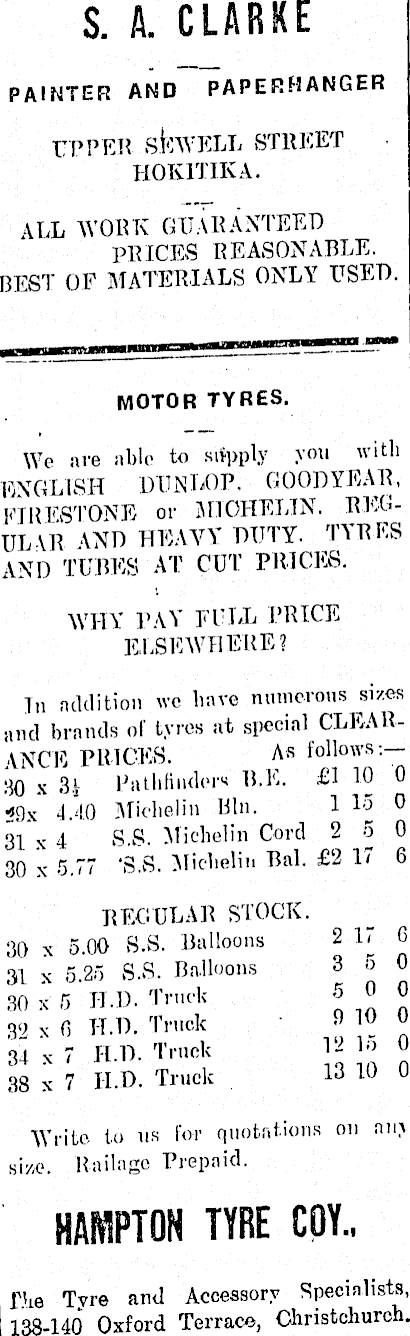 S. A. CLARKE
PAINTER AND PAPERHANGER
UPPER SEWELL STREET
HOKITIKA.
ALL WORK GUARANTEED
PRICES REASONABLE.
BEST OF MATERIALS ONLY USED.
MOTOR TYRES.
We are able to supply you with
ENGLISH DUNLOP, GOODYEAR,
FIRESTONE or MICHELIN. REG-
ULAR AND HEAVY DUTY. TYRES
AND TUBES AT CUT PRICES.
WHY PAY FULL PRICE
ELSEWHERE?
In addition we have numerous sizes
and brands of tyres at special CLEAR-
ANCE PRICES. As follows:—
30 x 3½ Pathfinders B.E. £1 10 0
29x 4.40 Michelin Bln. 1 15 0
31 x 4 S.S. Michelin Cord 2 5 0
30 x 5.77 S.S. Michelin Bal. £2 17 6
REGULAR STOCK.
30 x 5.00 S.S. Balloons 2 17 6
31 x 5.25 S.S. Balloons 3 5 0
30 x 5 H.D. Truck 5 0 0
32 x 6 H.D. Truck 9 10 0
34 x 7 H.D. Truck 12 15 0
38 x 7 H.D. Truck 13 10 0
Write to us for quotations on any
size. Railage Prepaid.
HAMPTON TYRE COY.,
The Tyre and Accessory Specialists,
138-140 Oxford Terrace, Christchurch.